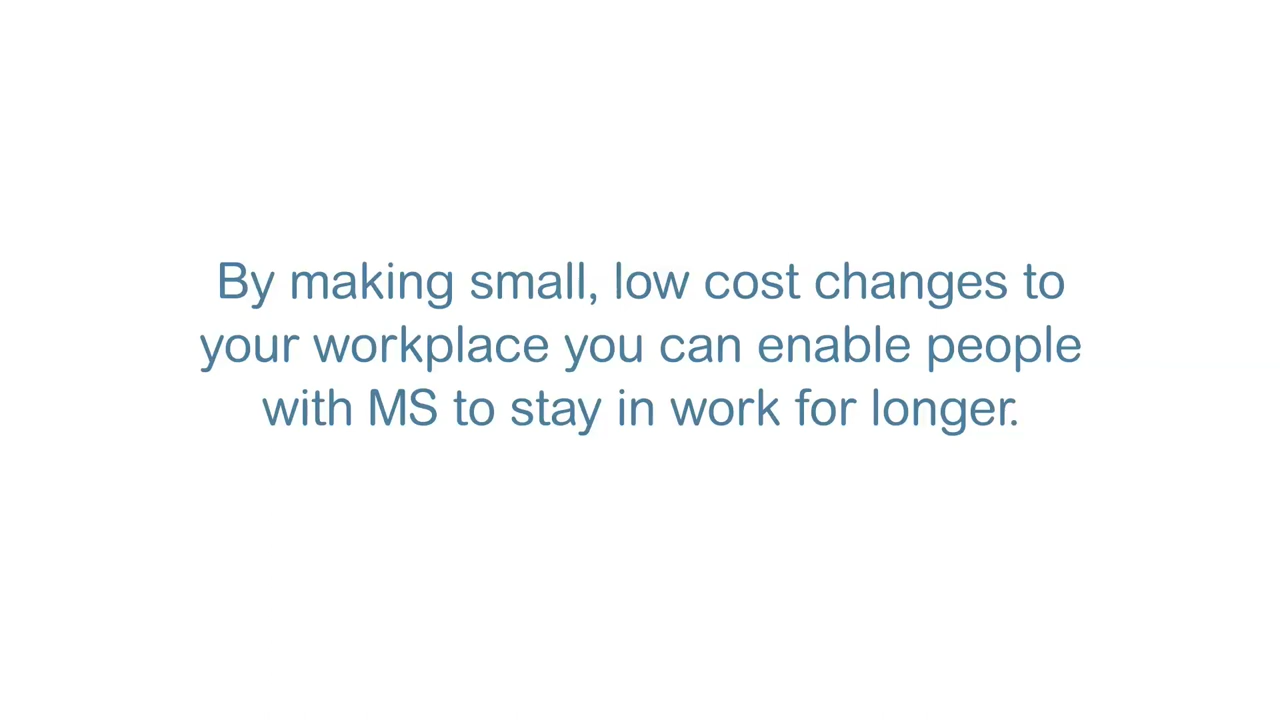 By making small, low cost changes to
your workplace you can enable people
with MS to stay in work for longer.